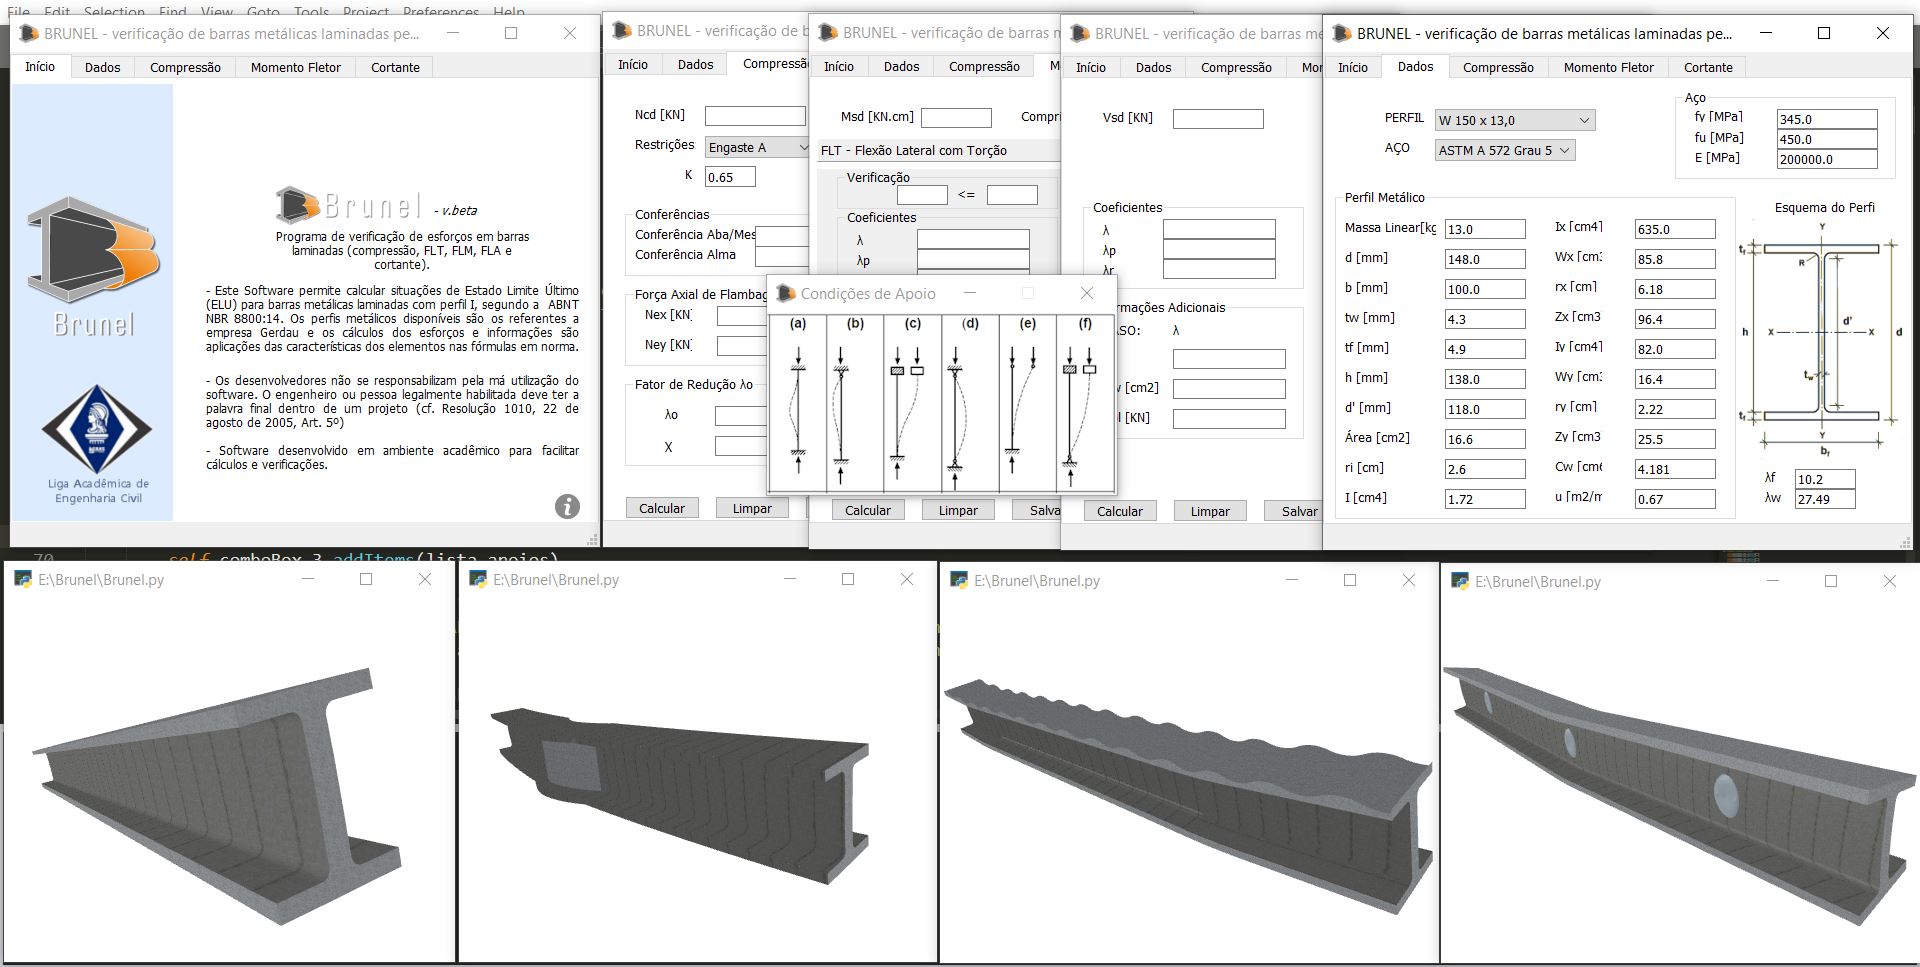 File Edit Selection Find View Goto Tools Project Preferences Help
BRUNEL - verificação de barras metálicas laminadas pe...
Início Dados Compressão Momento Fletor Cortante
Brunel
Liga Acadêmica de
Engenharia Civil
Brunel - v.beta
Programa de verificação de esforços em barras
laminadas (compressão, FLT, FLM, FLA e
cortante).
- Este Software permite calcular situações de Estado Limite Último
(ELU) para barras metálicas laminadas com perfil I, segundo a ABNT
NBR 8800:14. Os perfis metálicos disponíveis são os referentes a
empresa Gerdau e os cálculos dos esforços e informações são
aplicações das características dos elementos nas fórmulas em norma.
- Os desenvolvedores não se responsabilizam pela má utilização do
software. O engenheiro ou pessoa legalmente habilitada deve ter a
palavra final dentro de um projeto (cf. Resolução 1010, 22 de
agosto de 2005, Art. 5º)
- Software desenvolvido em ambiente acadêmico para facilitar
cálculos e verificações.
BRUNEL - verificação de b
Início Dados Compressã
Ncd [KN]
Restrições Engaste A
K 0.65
Conferências
Conferência Aba/Mes
Conferência Alma
Força Axial de Flambag
Nex [KN]
Ney [KN]
Fator de Redução λo
λo
X
Calcular Limpar
BRUNEL - verificação de barras m
Início Dados Compressão M
Msd [KN.cm] Compri
FLT - Flexão Lateral com Torção
Verificação
<=
Coeficientes
λ
λp
Calcular Limpar Salva
Condições de Apoio
(a) (b) (c) (d) (e) (f)
BRUNEL - verificação de barras me
Início Dados Compressão Mor
Vsd [KN]
Coeficientes
λ
λp
λr
rmações Adicionais
SO: λ
[cm2]
[KN]
Calcular Limpar Salvar
BRUNEL - verificação de barras metálicas laminadas pe...
Início Dados Compressão Momento Fletor Cortante
PERFIL W 150 x 13,0
AÇO ASTM A 572 Grau 5
Aço
fy [MPa] 345.0
fu [MPa] 450.0
E [MPa] 200000.0
Perfil Metálico
Massa Linear[kg 13.0 Ix [cm4] 635.0
d [mm] 148.0 Wx [cm3 85.8
b [mm] 100.0 rx [cm] 6.18
tw [mm] 4.3 Zx [cm3 96.4
tf [mm] 4.9 Iy [cm4] 82.0
h [mm] 138.0 Wy [cm3 16.4
d' [mm] 118.0 ry [cm] 2.22
Área [cm2] 16.6 Zy [cm3 25.5
ri [cm] 2.6 Cw [cm6 4.181
I [cm4] 1.72 u [m2/m 0.67
Esquema do Perfi
Y
tf
R
h X X d' d
tw
tf
Y
bf
λf 10.2
λw 27.49
70 self.comboBox_3.addItems(lista_apoios)
E:\Brunel\Brunel.py
E:\Brunel\Brunel.py
E:\Brunel\Brunel.py
E:\Brunel\Brunel.py